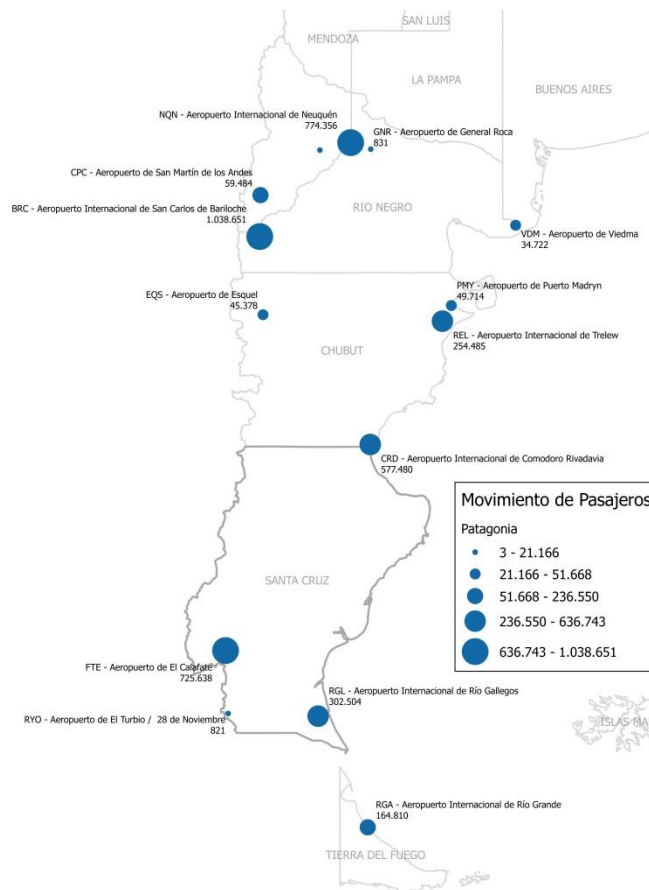 SAN LUIS
MENDOZA
LA PAMPA
BUENOS AIRES
NQN - Aeropuerto Internacional de Neuquén
774.356
GNR - Aeropuerto de General Roca
831
CPC - Aeropuerto de San Martín de los Andes
59.484
BRC - Aeropuerto Internacional de San Carlos de Bariloche
1.038.651
RIO NEGRO
VDM - Aeropuerto de Viedma
34.722
EQS - Aeropuerto de Esquel
45.378
PMY - Aeropuerto de Puerto Madryn
49.714
REL - Aeropuerto Internacional de Trelew
254.485
CHUBUT
CRD - Aeropuerto Internacional de Comodoro Rivadavia
577.480
Movimiento de Pasajeros
Patagonia
3 - 21.166
21.166 - 51.668
51.668 - 236.550
236.550 - 636.743
636.743 - 1.038.651
SANTA CRUZ
FTE - Aeropuerto de El Calafate
725.638
RGL - Aeropuerto Internacional de Río Gallegos
302.504
RYO - Aeropuerto de El Turbio / 28 de Noviembre
821
ISLAS MA
RGA - Aeropuerto Internacional de Río Grande
164.810
TIERRA DEL FUEGO